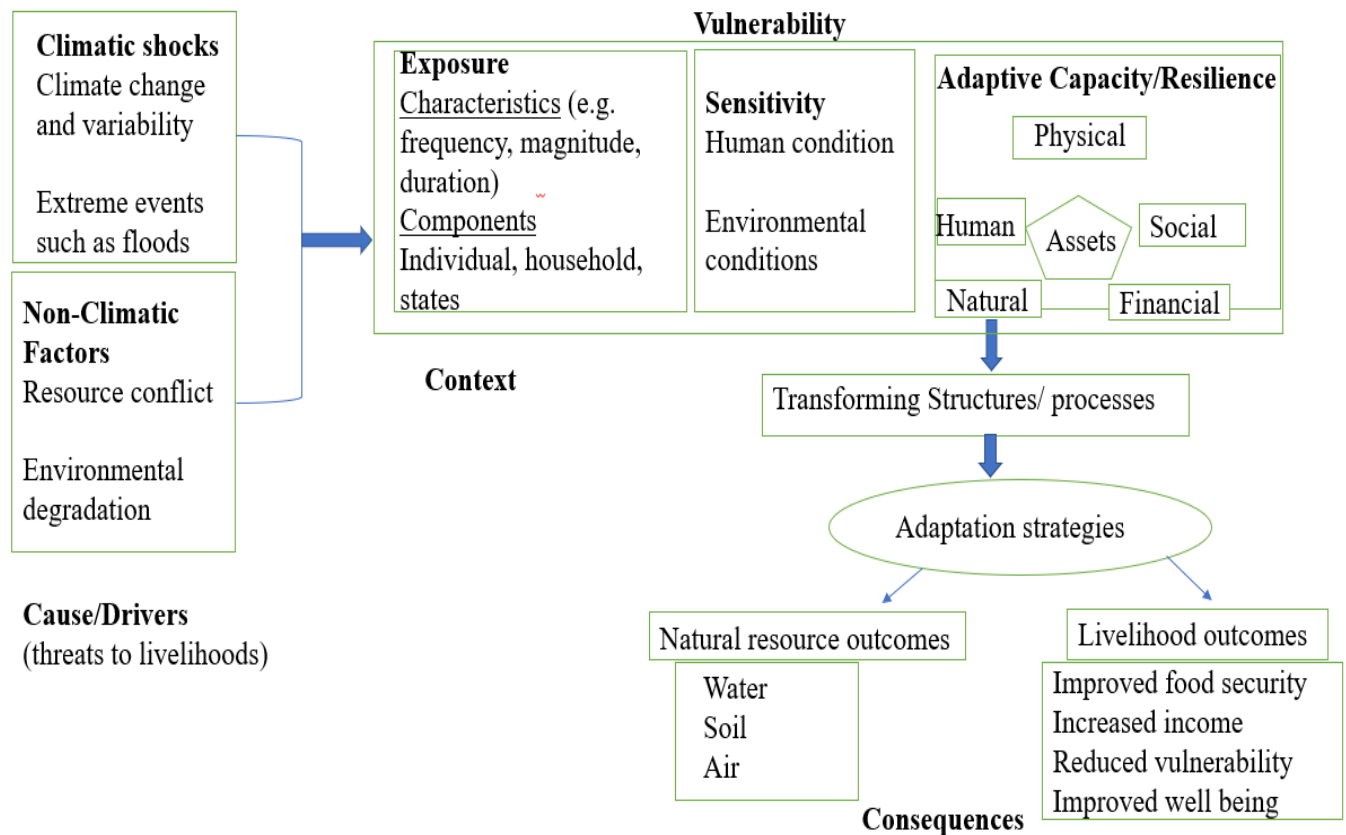 Climatic shocks
Climate change
and variability
Extreme events
such as floods
Non-Climatic
Factors
Resource conflict
Environmental
degradation
Cause/Drivers
(threats to livelihoods)
Vulnerability
Exposure
Characteristics (e.g.
frequency, magnitude,
duration)
Components
Individual, household,
states
Sensitivity
Human condition
Environmental
conditions
Adaptive Capacity/Resilience
Physical
Human
Assets
Social
Natural
Financial
Context
Transforming Structures/ processes
Adaptation strategies
Natural resource outcomes
Water
Soil
Air
Livelihood outcomes
Improved food security
Increased income
Reduced vulnerability
Improved well being
Consequences